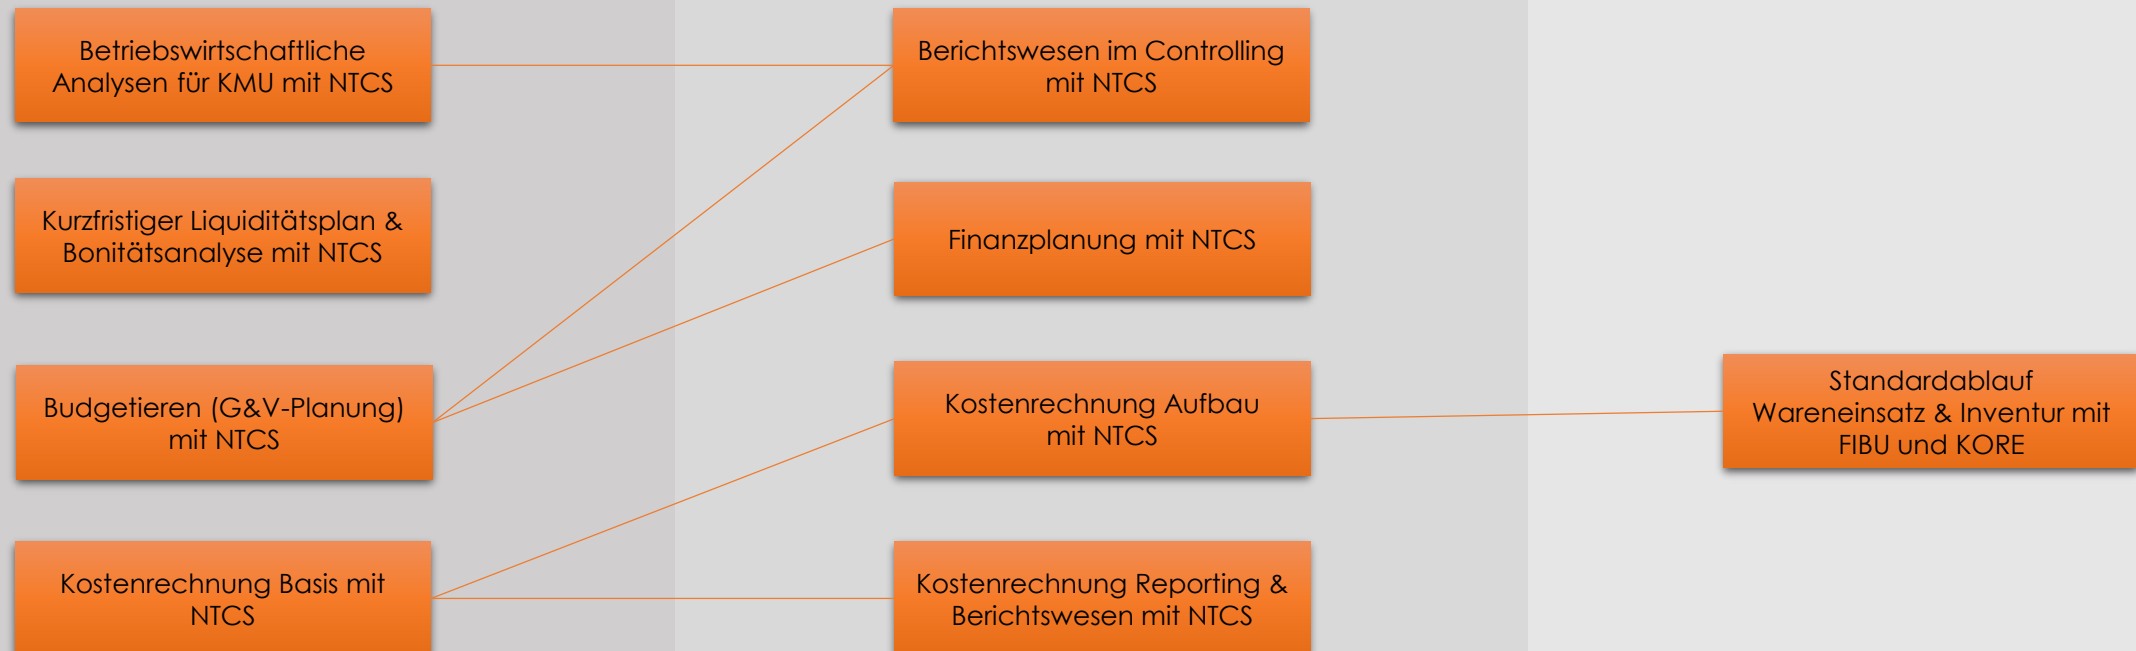 Betriebswirtschaftliche
Analysen für KMU mit NTCS
Kurzfristiger Liquiditätsplan &
Bonitätsanalyse mit NTCS
Budgetieren (G&V-Planung)
mit NTCS
Kostenrechnung Basis mit
NTCS
Berichtswesen im Controlling
mit NTCS
Finanzplanung mit NTCS
Kostenrechnung Aufbau
mit NTCS
Kostenrechnung Reporting &
Berichtswesen mit NTCS
Standardablauf
Wareneinsatz & Inventur mit
FIBU und KORE